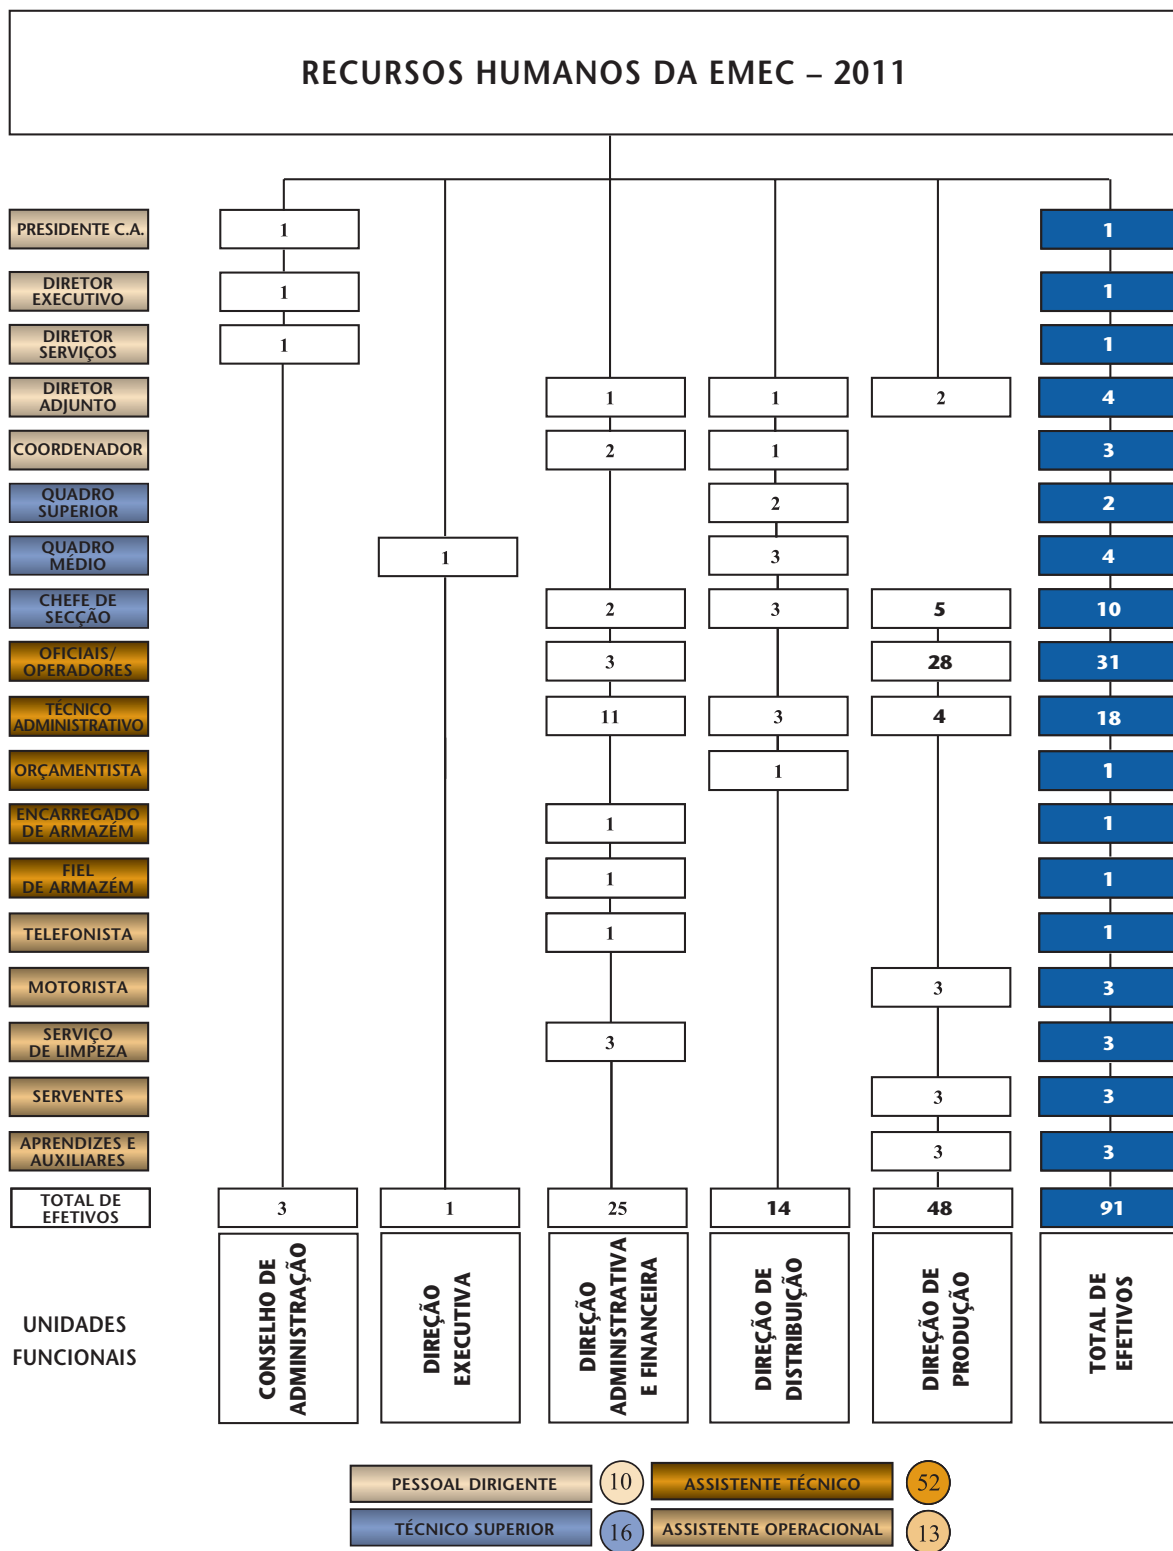 RECURSOS HUMANOS DA EMEC – 2011
PRESIDENTE C.A.
1
1
DIRETOR
EXECUTIVO
1
1
DIRETOR
SERVIÇOS
1
1
DIRETOR
ADJUNTO
1
1
2
4
COORDENADOR
2
1
3
QUADRO
SUPERIOR
2
2
QUADRO
MÉDIO
1
3
4
CHEFE DE
SECÇÃO
2
3
5
10
OFICIAIS/
OPERADORES
3
28
31
TÉCNICO
ADMINISTRATIVO
11
3
4
18
ORÇAMENTISTA
1
1
ENCARREGADO
DE ARMAZÉM
1
1
FIEL
DE ARMAZÉM
1
1
TELEFONISTA
1
1
MOTORISTA
3
3
SERVIÇO
DE LIMPEZA
3
3
SERVENTES
3
3
APRENDIZES E
AUXILIARES
3
3
TOTAL DE
EFETIVOS
3
1
25
14
48
91
UNIDADES
FUNCIONAIS
CONSELHO DE
ADMINISTRAÇÃO
DIREÇÃO
EXECUTIVA
DIREÇÃO
ADMINISTRATIVA
E FINANCEIRA
DIREÇÃO DE
DISTRIBUIÇÃO
DIREÇÃO DE
PRODUÇÃO
TOTAL DE
EFETIVOS
PESSOAL DIRIGENTE
10
ASSISTENTE TÉCNICO
52
TÉCNICO SUPERIOR
16
ASSISTENTE OPERACIONAL
13